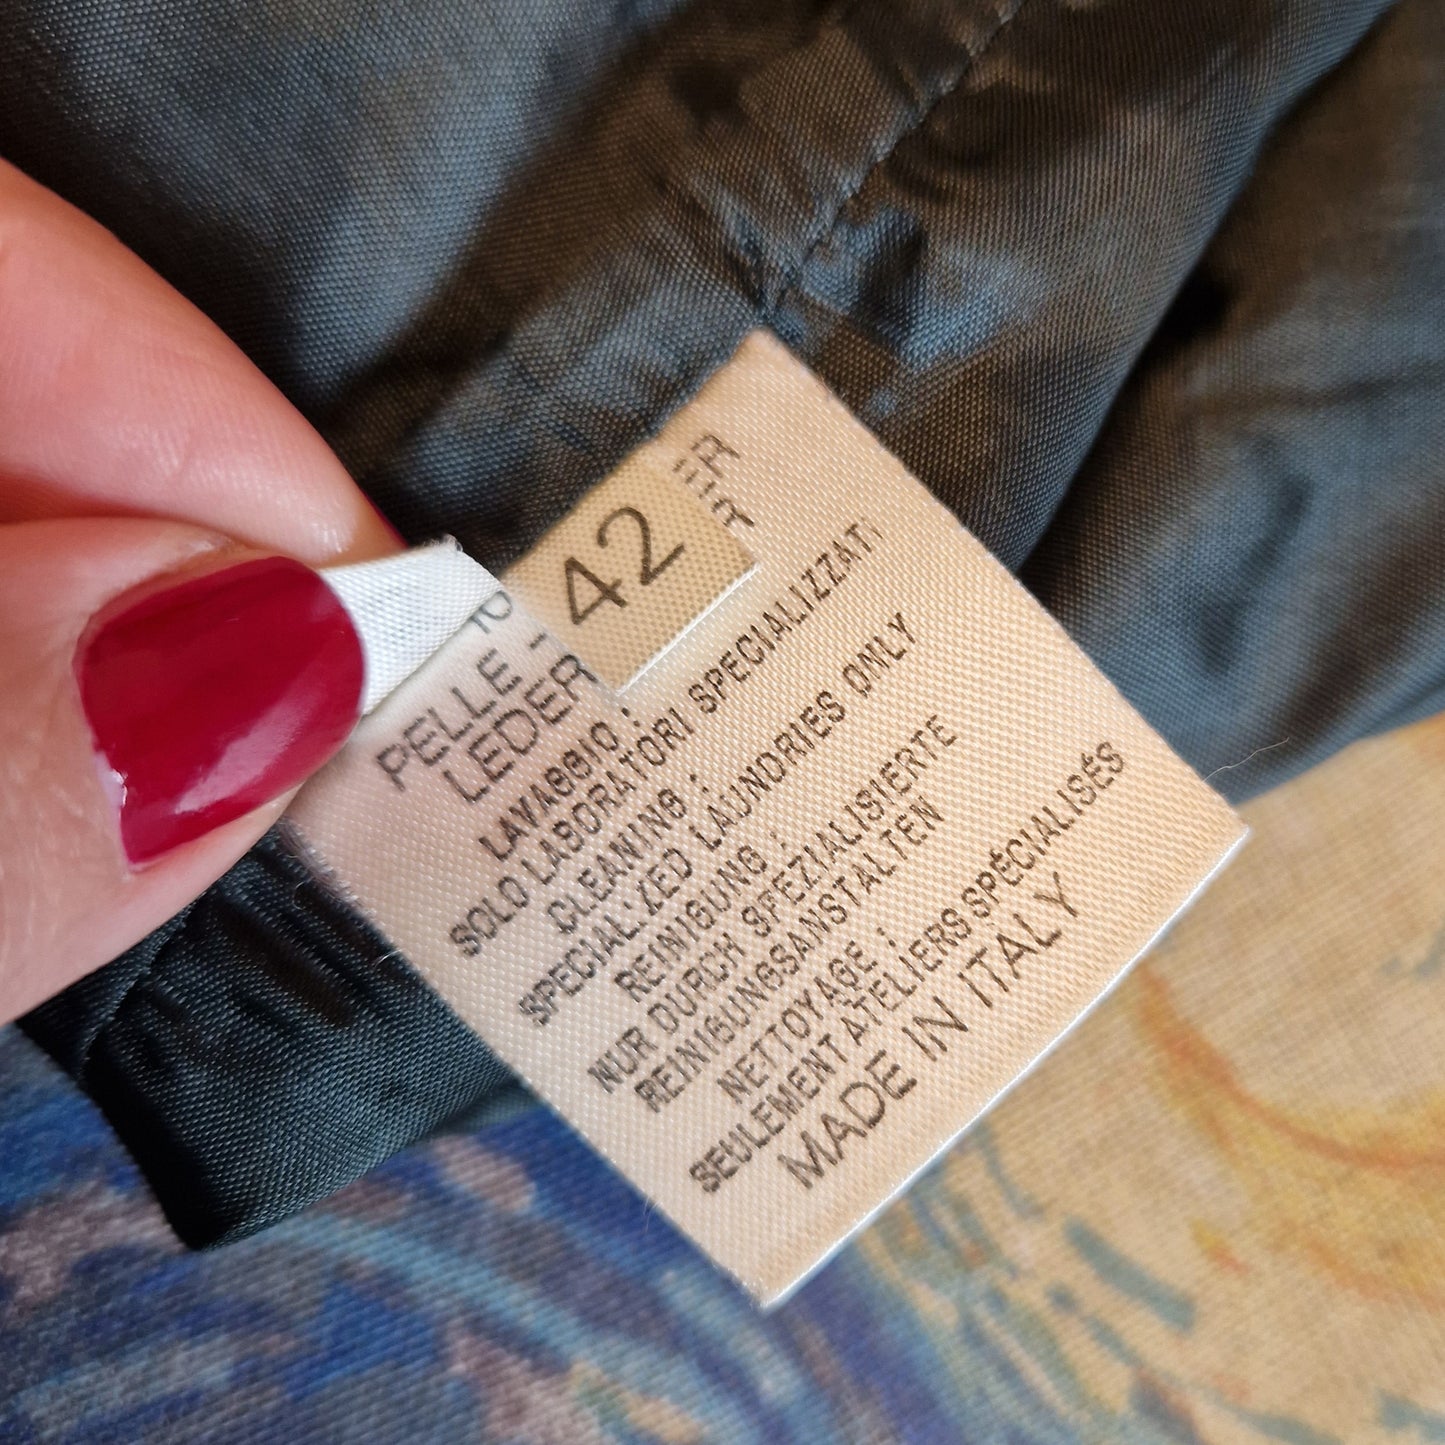 42
PELLE -
LEDER
LAVAGGIO :
SOLO LABORATORI SPECIALIZZATI
CLEANING :
SPECIALIZED LAUNDRIES ONLY
REINIGUNG :
NUR DURCH SPEZIALISIERTE
REINIGUNGSANSTALTEN
NETTOYAGE :
SEULEMENT ATELIERS SPÉCIALISÉS
MADE IN ITALY